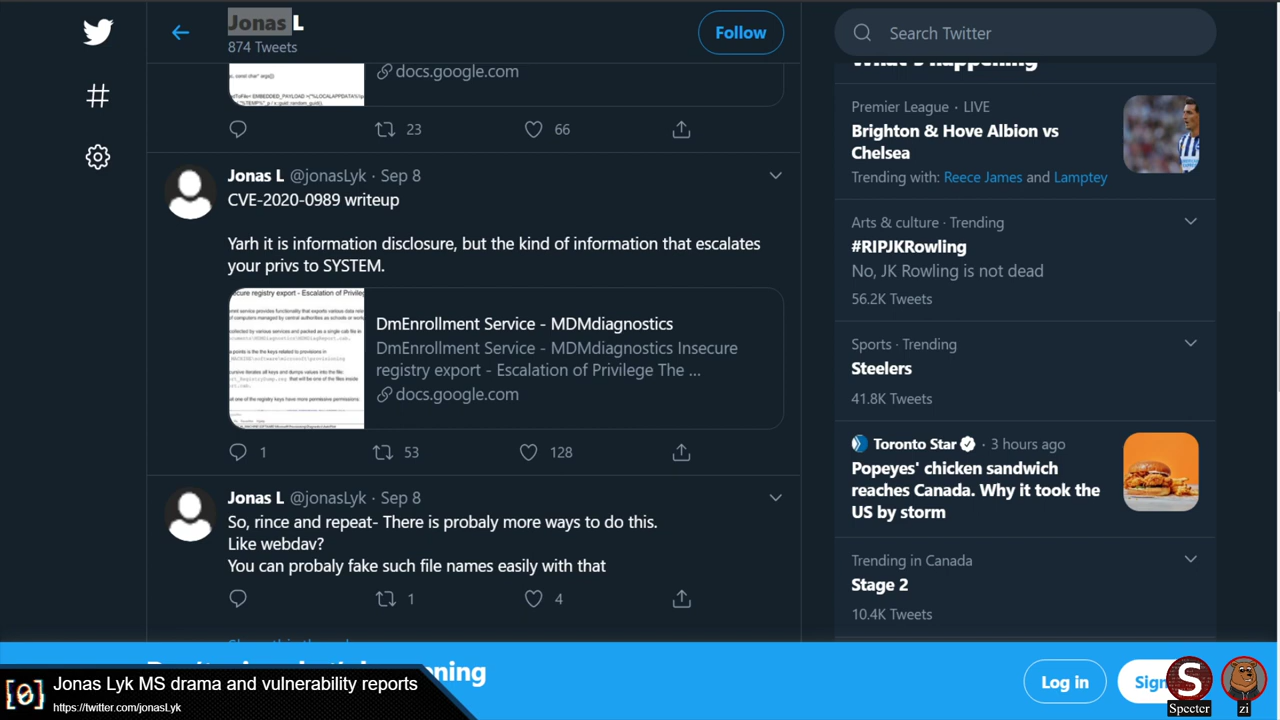 Jonas L
874 Tweets
Follow
Search Twitter
docs.google.com
23
66
Jonas L @jonasLyk · Sep 8
CVE-2020-0989 writeup
Yarh it is information disclosure, but the kind of information that escalates
your privs to SYSTEM.
DmEnrollment Service - MDMdiagnostics
DmEnrollment Service - MDMdiagnostics Insecure
registry export - Escalation of Privilege The ...
docs.google.com
1
53
128
Jonas L @jonasLyk · Sep 8
So, rince and repeat- There is probaly more ways to do this.
Like webdav?
You can probaly fake such file names easily with that
1
4
What's happening
Premier League · LIVE
Brighton & Hove Albion vs
Chelsea
Trending with: Reece James and Lamptey
Arts & culture · Trending
#RIPJKRowling
No, JK Rowling is not dead
56.2K Tweets
Sports · Trending
Steelers
41.8K Tweets
Toronto Star · 3 hours ago
Popeyes' chicken sandwich
reaches Canada. Why it took the
US by storm
Trending in Canada
Stage 2
10.4K Tweets
Log in
Jonas Lyk MS drama and vulnerability reports
https://twitter.com/jonasLyk
Specter
zi